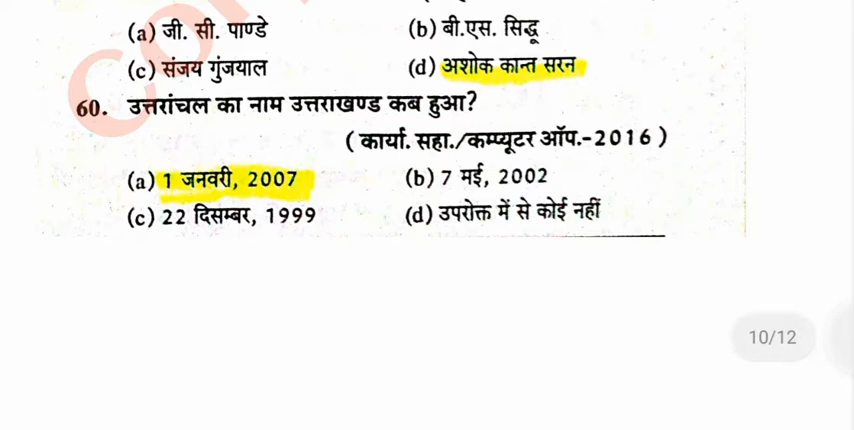 (a) जी. सी. पाण्डे (b) बी.एस. सिद्धू
(c) संजय गुंजयाल (d) अशोक कान्त सरन
60. उत्तरांचल का नाम उत्तराखण्ड कब हुआ?
( कार्या. सहा./कम्प्यूटर ऑप.-2016 )
(a) 1 जनवरी, 2007 (b) 7 मई, 2002
(c) 22 दिसम्बर, 1999 (d) उपरोक्त में से कोई नहीं
10/12